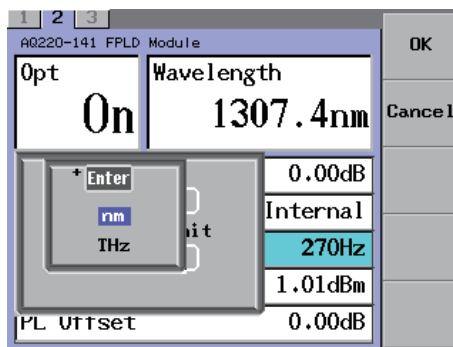 1 2 3
AQ220-141 FPLD Module
OK
Opt
Wavelength
On
1307.4nm
Cancel
+ Enter
0.00dB
nm
Internal
THz
270Hz
1.01dBm
PL Offset
0.00dB